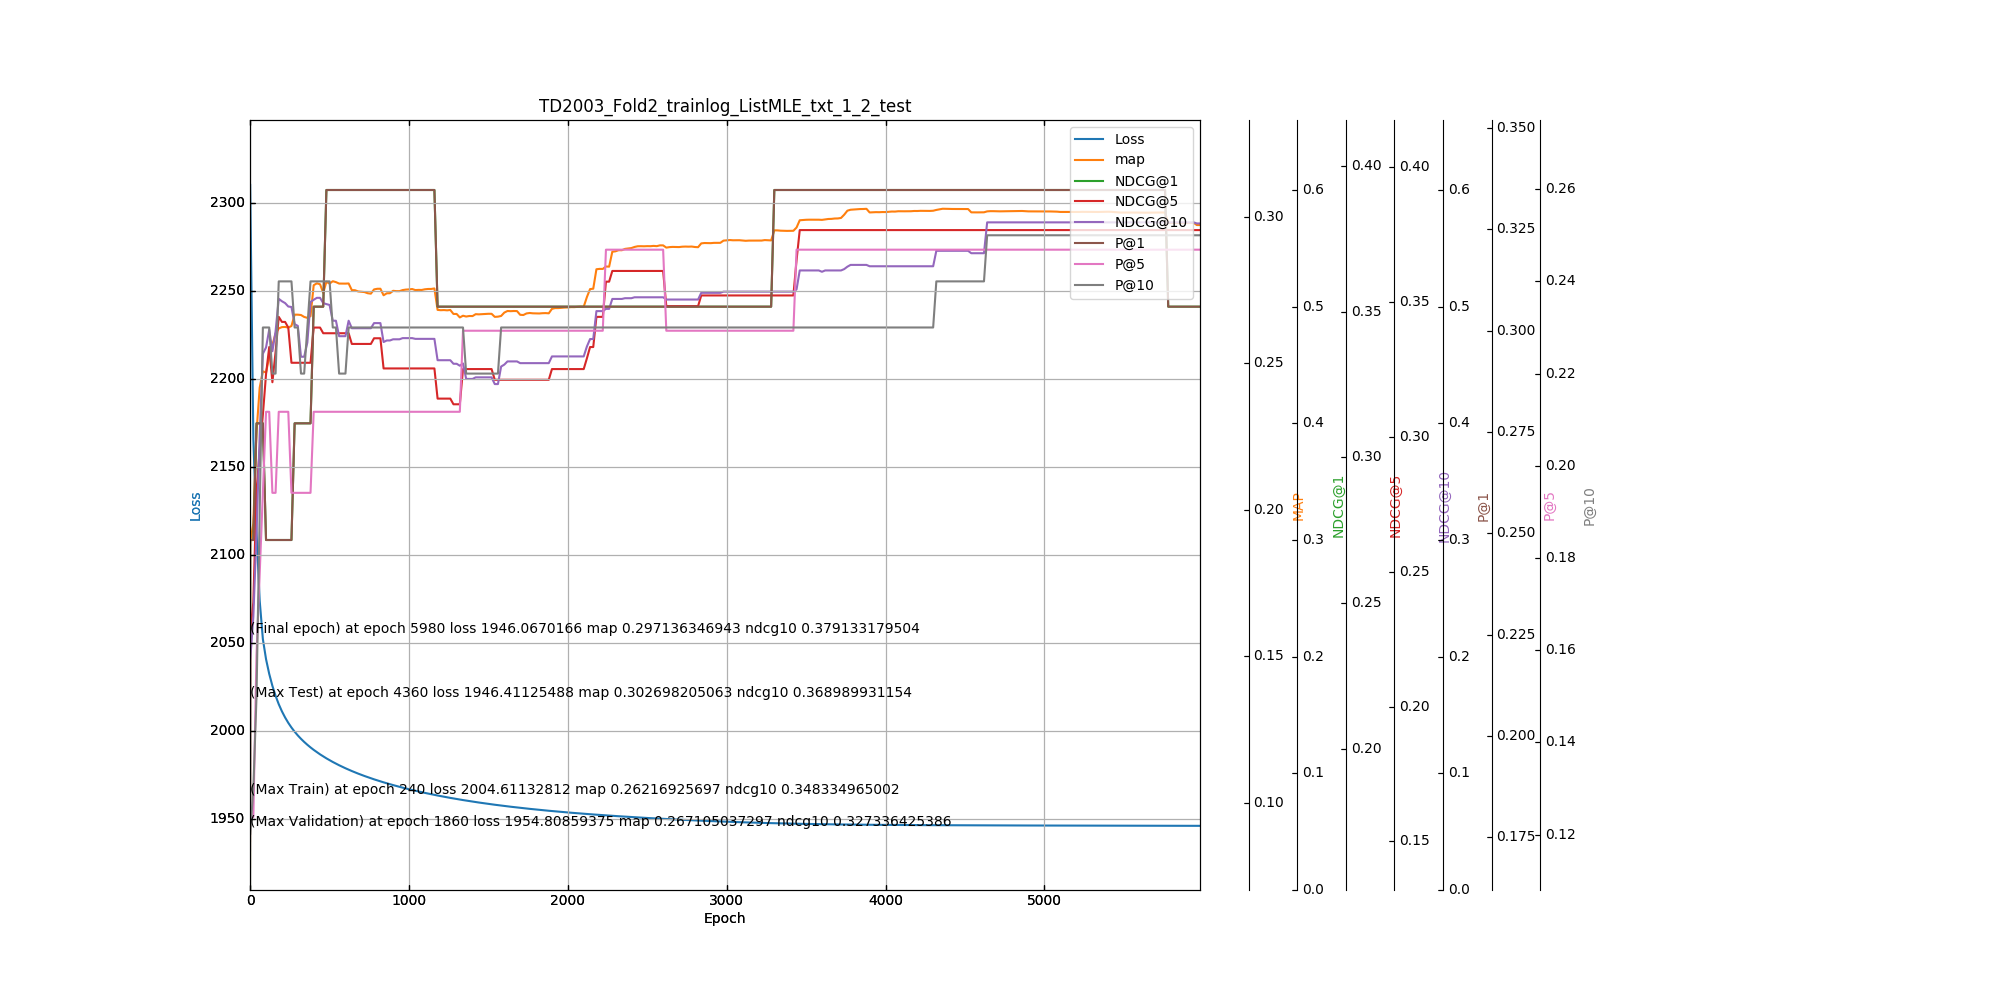 TD2003_Fold2_trainlog_ListMLE_txt_1_2_test
Loss
map
NDCG@1
NDCG@5
NDCG@10
P@1
P@5
P@10
2300
2250
2200
2150
2100
2050
2000
1950
Loss
(Final epoch) at epoch 5980 loss 1946.0670166 map 0.297136346943 ndcg10 0.379133179504
(Max Test) at epoch 4360 loss 1946.41125488 map 0.302698205063 ndcg10 0.368989931154
(Max Train) at epoch 240 loss 2004.61132812 map 0.26216925697 ndcg10 0.348334965002
(Max Validation) at epoch 1860 loss 1954.80859375 map 0.267105037297 ndcg10 0.327336425386
0 1000 2000 3000 4000 5000
Epoch
0.30
0.25
0.20
0.15
0.10
MAP
0.6
0.5
0.4
0.3
0.2
0.1
0.0
NDCG@1
0.40
0.35
0.30
0.25
0.20
NDCG@5
0.40
0.35
0.30
0.25
0.20
0.15
NDCG@10
0.6
0.5
0.4
0.3
0.2
0.1
0.0
P@1
0.350
0.325
0.300
0.275
0.250
0.225
0.200
0.175
P@5
0.26
0.24
0.22
0.20
0.18
0.16
0.14
0.12
P@10